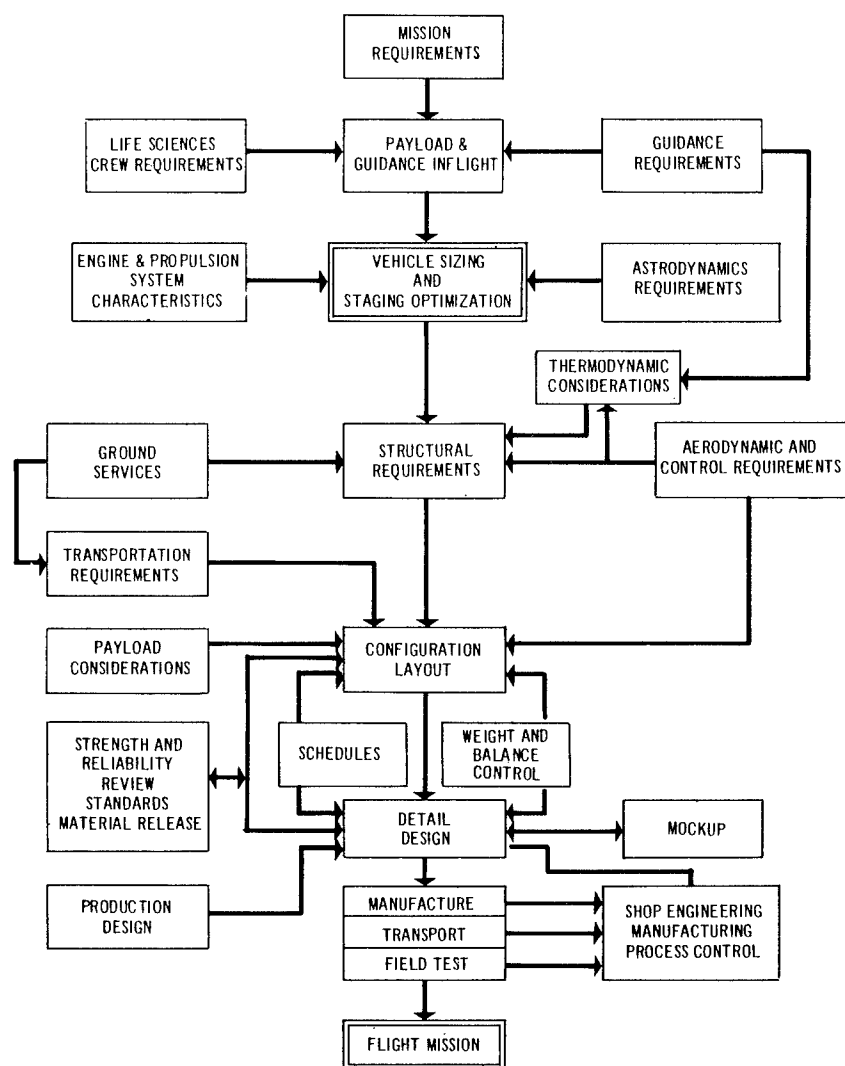 MISSION
REQUIREMENTS
LIFE SCIENCES
CREW REQUIREMENTS
PAYLOAD &
GUIDANCE INFLIGHT
GUIDANCE
REQUIREMENTS
ENGINE & PROPULSION
SYSTEM
CHARACTERISTICS
VEHICLE SIZING
AND
STAGING OPTIMIZATION
ASTRODYNAMICS
REQUIREMENTS
THERMODYNAMIC
CONSIDERATIONS
GROUND
SERVICES
STRUCTURAL
REQUIREMENTS
AERODYNAMIC AND
CONTROL REQUIREMENTS
TRANSPORTATION
REQUIREMENTS
PAYLOAD
CONSIDERATIONS
CONFIGURATION
LAYOUT
STRENGTH AND
RELIABILITY
REVIEW
STANDARDS
MATERIAL RELEASE
SCHEDULES
WEIGHT AND
BALANCE
CONTROL
DETAIL
DESIGN
MOCKUP
PRODUCTION
DESIGN
MANUFACTURE
TRANSPORT
FIELD TEST
SHOP ENGINEERING
MANUFACTURING
PROCESS CONTROL
FLIGHT MISSION